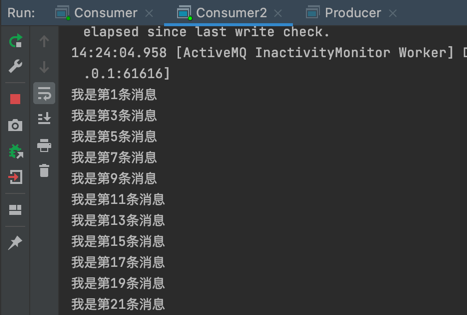 Run: Consumer Consumer2 Producer
elapsed since last write check.
14:24:04.958 [ActiveMQ InactivityMonitor Worker] D
.0.1:61616]
我是第1条消息
我是第3条消息
我是第5条消息
我是第7条消息
我是第9条消息
我是第11条消息
我是第13条消息
我是第15条消息
我是第17条消息
我是第19条消息
我是第21条消息